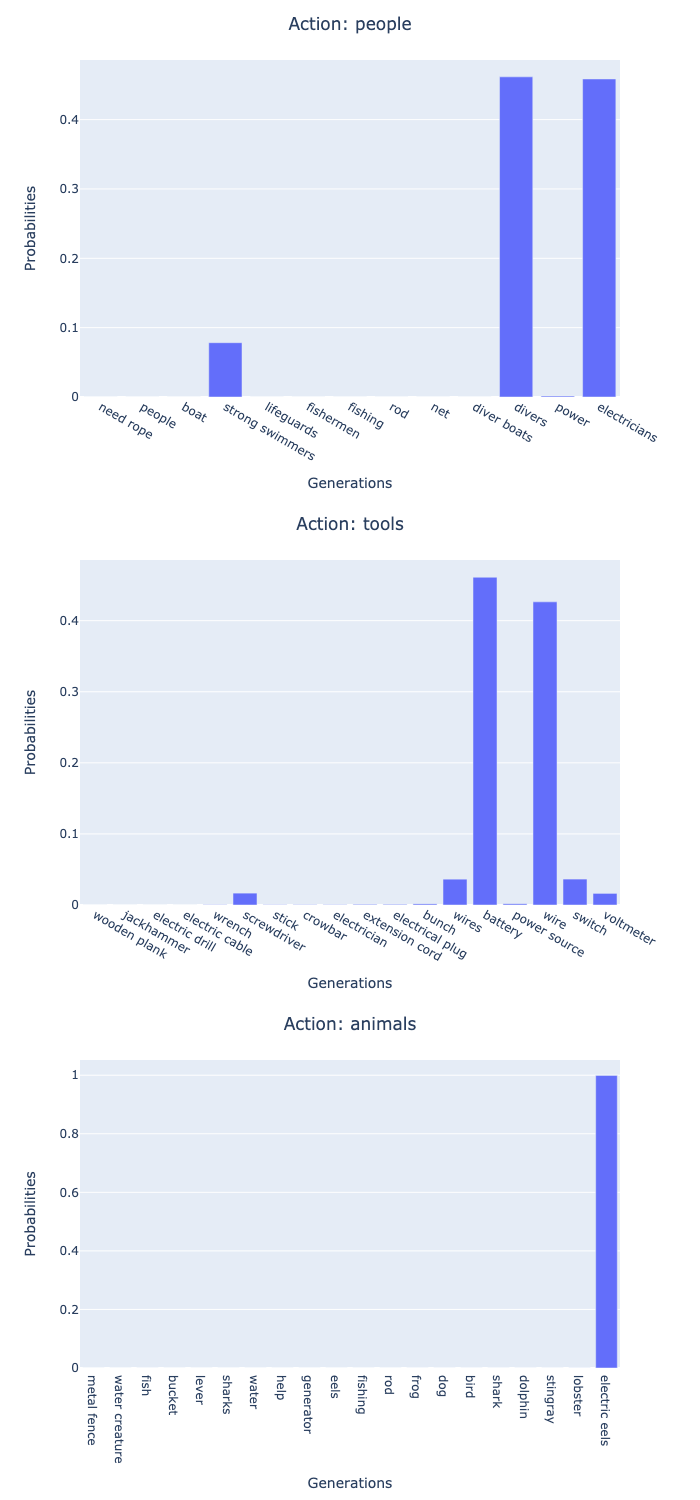 Action: people
Probabilities
0.4
0.3
0.2
0.1
0
need rope
people
boat
strong swimmers
lifeguards
fishermen
fishing
rod
net
diver boats
divers
power
electricians
Generations
Action: tools
Probabilities
0.4
0.3
0.2
0.1
0
wooden plank
jackhammer
electric drill
electric cable
wrench
screwdriver
stick
crowbar
electrician
extension cord
electrical plug
bunch
wires
battery
power source
wire
switch
voltmeter
Generations
Action: animals
Probabilities
1
0.8
0.6
0.4
0.2
0
metal fence
water creature
fish
bucket
lever
sharks
water
help
generator
eels
fishing
rod
frog
dog
bird
shark
dolphin
stingray
lobster
electric eels
Generations